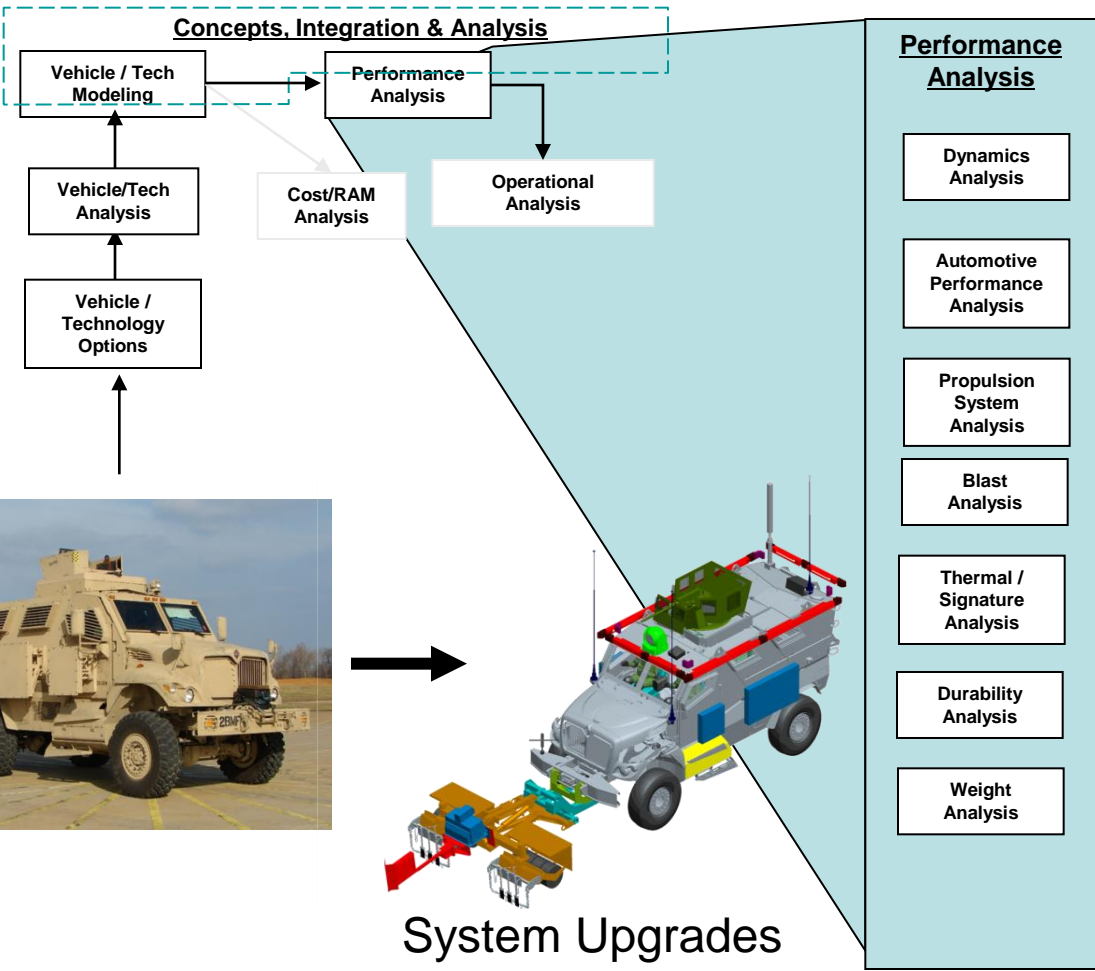 Concepts, Integration & Analysis
Vehicle / Tech
Modeling
Performance
Analysis
Vehicle/Tech
Analysis
Cost/RAM
Analysis
Operational
Analysis
Vehicle /
Technology
Options
Performance
Analysis
Dynamics
Analysis
Automotive
Performance
Analysis
Propulsion
System
Analysis
Blast
Analysis
Thermal /
Signature
Analysis
Durability
Analysis
Weight
Analysis
System Upgrades